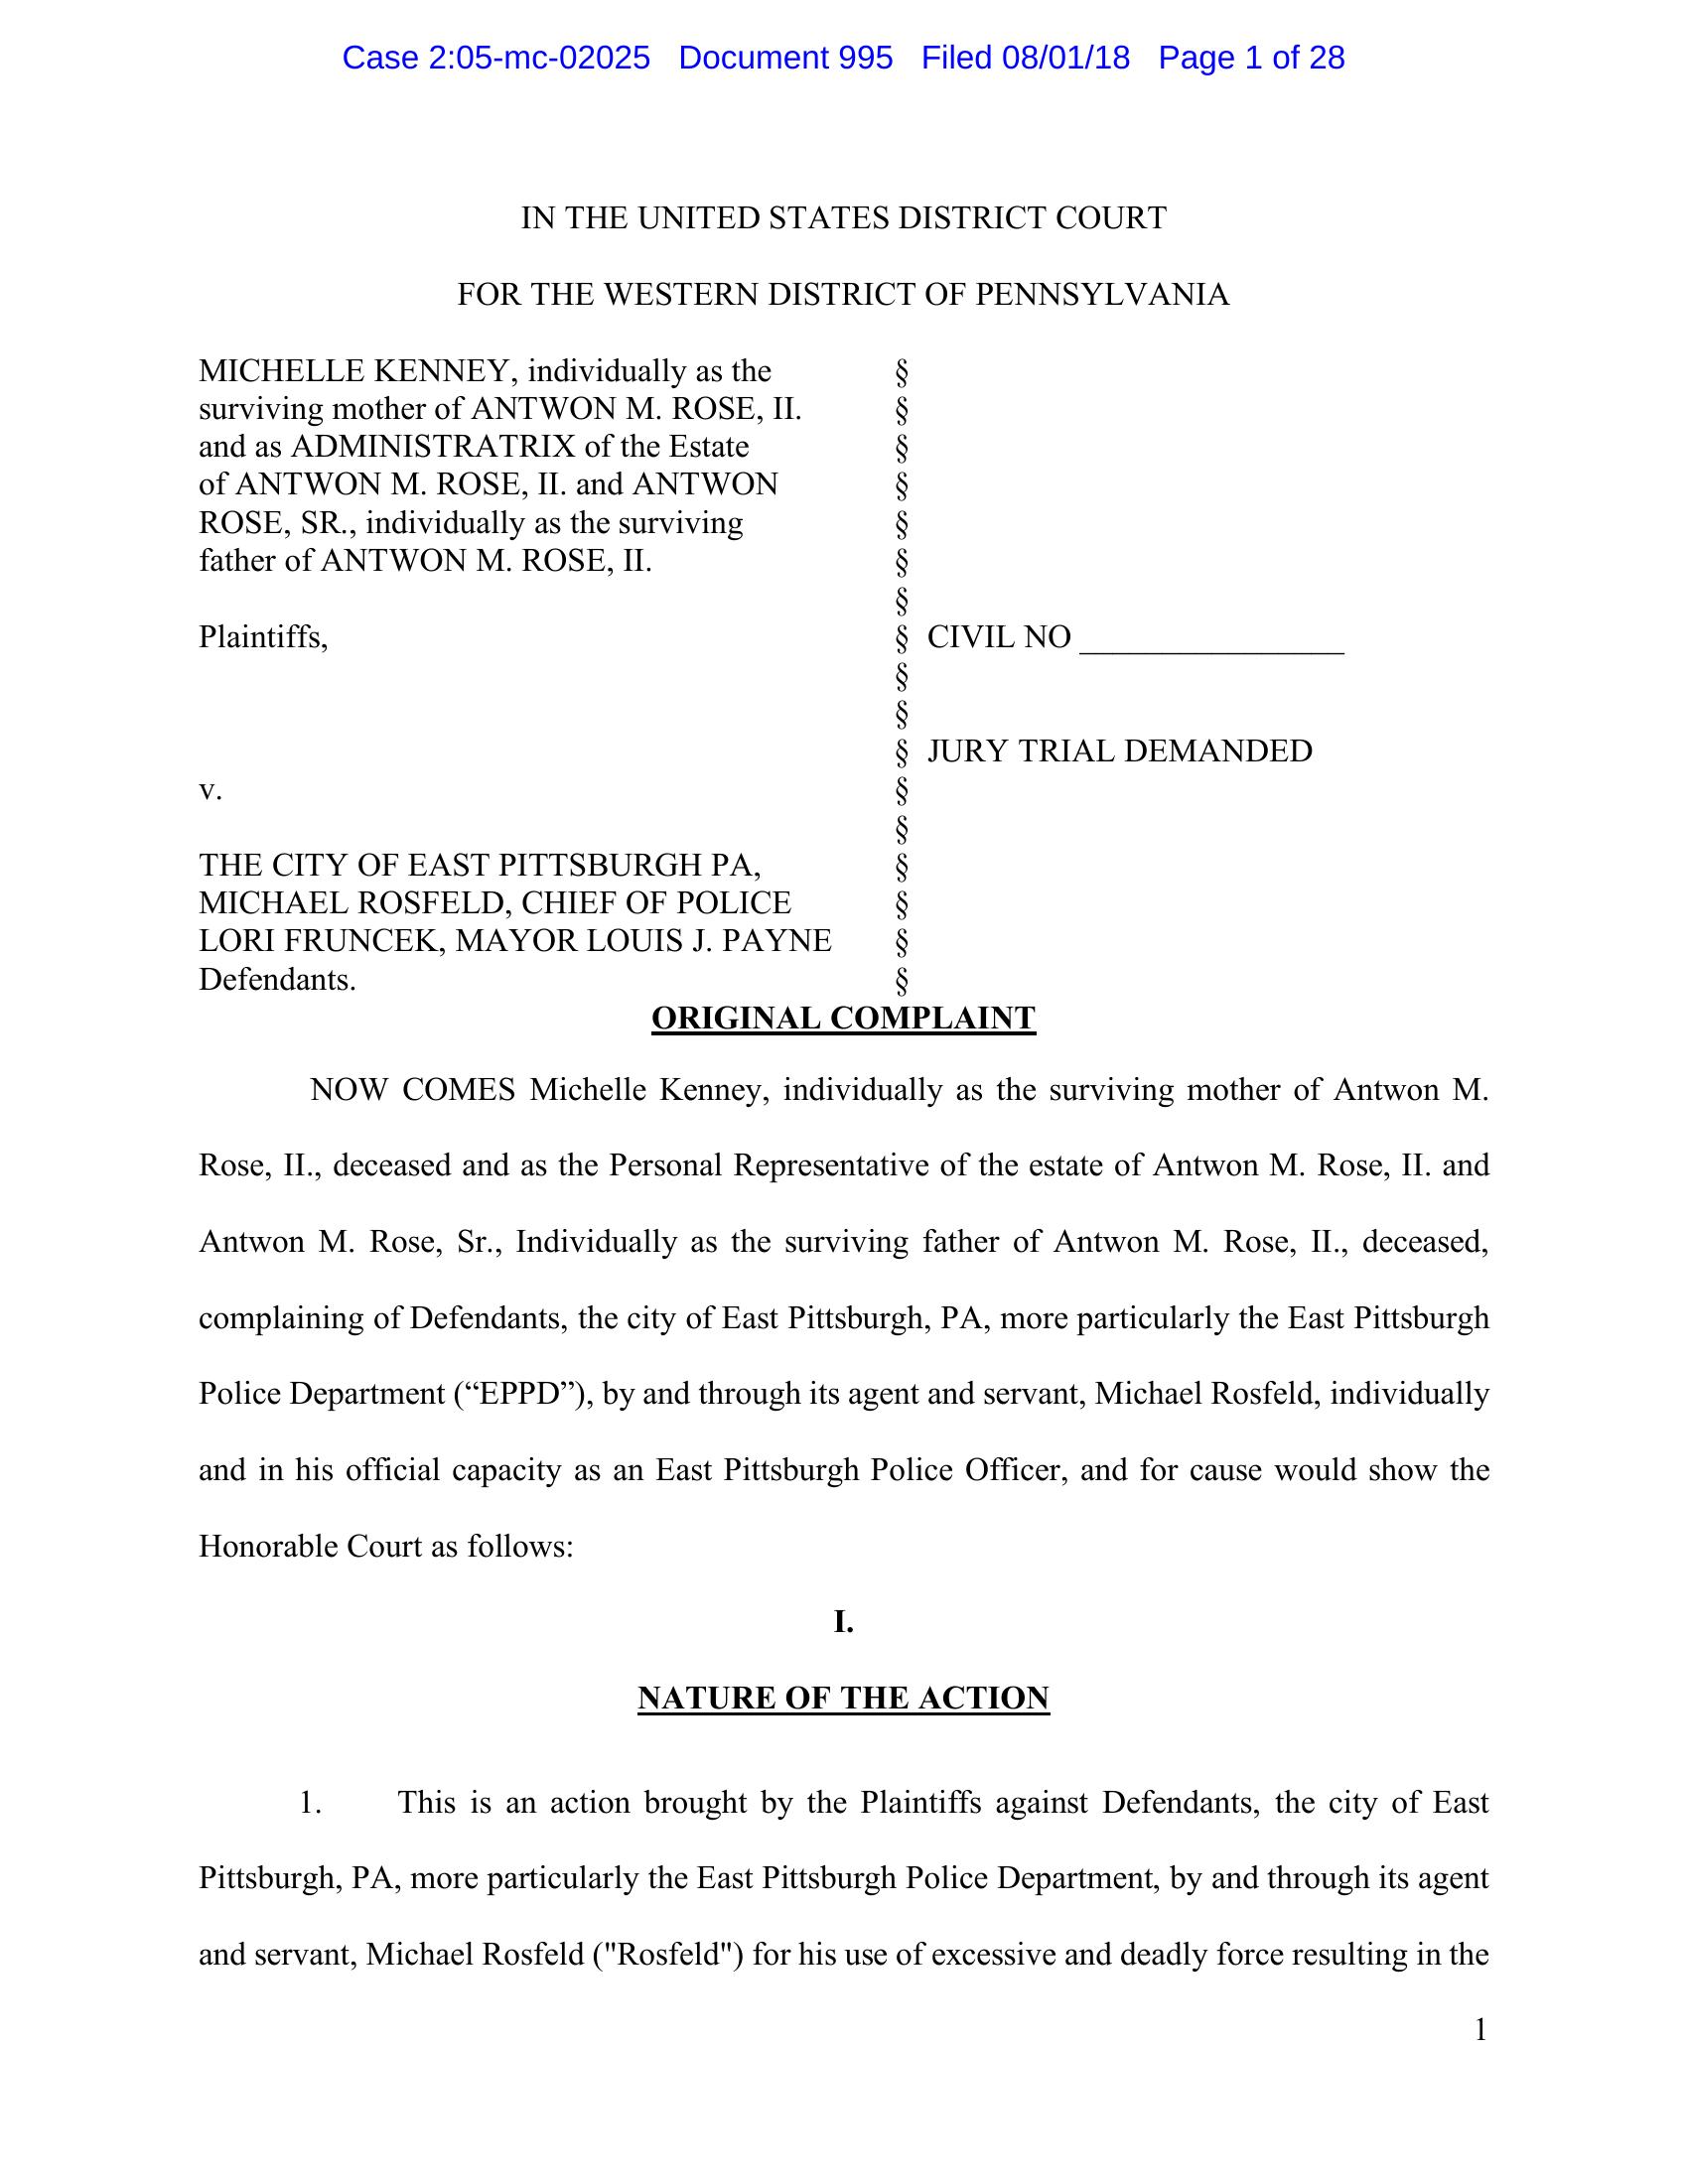 Case 2:05-mc-02025 Document 995 Filed 08/01/18 Page 1 of 28
IN THE UNITED STATES DISTRICT COURT
FOR THE WESTERN DISTRICT OF PENNSYLVANIA
MICHELLE KENNEY, individually as the §
surviving mother of ANTWON M. ROSE, II. §
and as ADMINISTRATRIX of the Estate §
of ANTWON M. ROSE, II. and ANTWON §
ROSE, SR., individually as the surviving §
father of ANTWON M. ROSE, II. §
§
Plaintiffs, § CIVIL NO ________________
§
§
§ JURY TRIAL DEMANDED
v. §
§
THE CITY OF EAST PITTSBURGH PA, §
MICHAEL ROSFELD, CHIEF OF POLICE §
LORI FRUNCEK, MAYOR LOUIS J. PAYNE §
Defendants. §
ORIGINAL COMPLAINT
NOW COMES Michelle Kenney, individually as the surviving mother of Antwon M.
Rose, II., deceased and as the Personal Representative of the estate of Antwon M. Rose, II. and
Antwon M. Rose, Sr., Individually as the surviving father of Antwon M. Rose, II., deceased,
complaining of Defendants, the city of East Pittsburgh, PA, more particularly the East Pittsburgh
Police Department (“EPPD”), by and through its agent and servant, Michael Rosfeld, individually
and in his official capacity as an East Pittsburgh Police Officer, and for cause would show the
Honorable Court as follows:
I.
NATURE OF THE ACTION
1. This is an action brought by the Plaintiffs against Defendants, the city of East
Pittsburgh, PA, more particularly the East Pittsburgh Police Department, by and through its agent
and servant, Michael Rosfeld ("Rosfeld") for his use of excessive and deadly force resulting in the
1